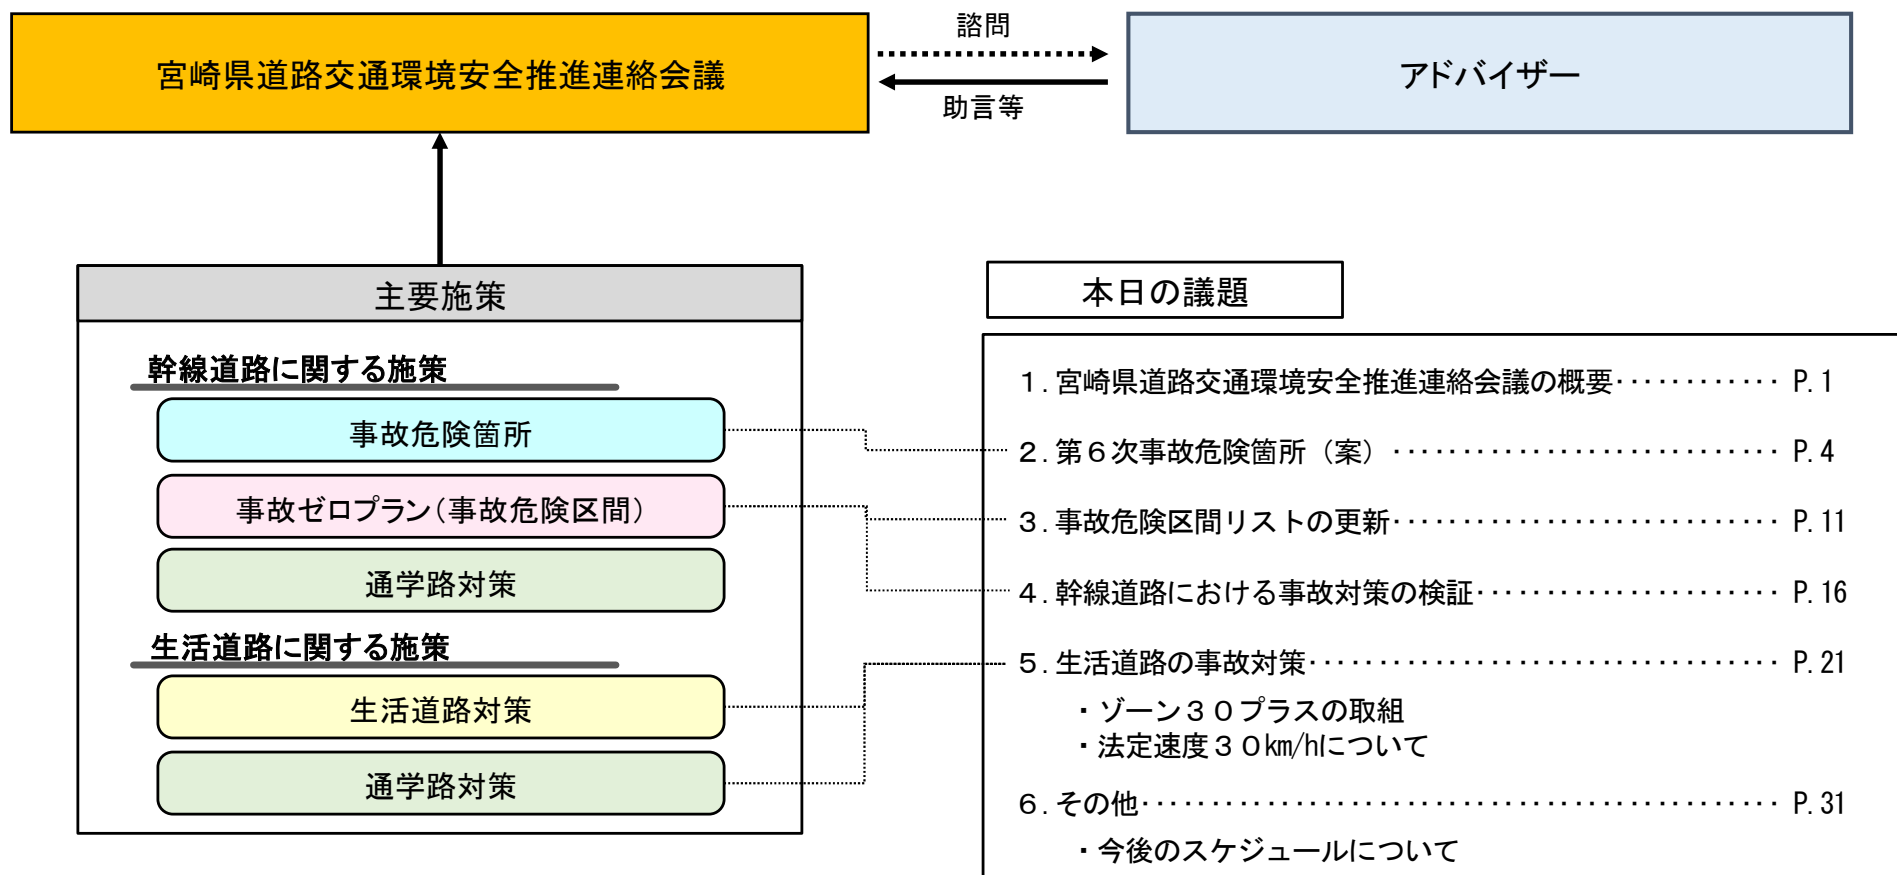 宮崎県道路交通環境安全推進連絡会議
諮問
助言等
アドバイザー
主要施策
幹線道路に関する施策
事故危険箇所
事故ゼロプラン（事故危険区間）
通学路対策
生活道路に関する施策
生活道路対策
通学路対策
本日の議題
１．宮崎県道路交通環境安全推進連絡会議の概要‥‥‥‥‥‥ P.1
２．第６次事故危険箇所（案）‥‥‥‥‥‥‥‥‥‥‥‥‥‥ P.4
３．事故危険区間リストの更新‥‥‥‥‥‥‥‥‥‥‥‥‥‥ P.11
４．幹線道路における事故対策の検証‥‥‥‥‥‥‥‥‥‥‥ P.16
５．生活道路の事故対策‥‥‥‥‥‥‥‥‥‥‥‥‥‥‥‥‥ P.21
・ゾーン３０プラスの取組
・法定速度３０km/hについて
６．その他‥‥‥‥‥‥‥‥‥‥‥‥‥‥‥‥‥‥‥‥‥‥‥ P.31
・今後のスケジュールについて